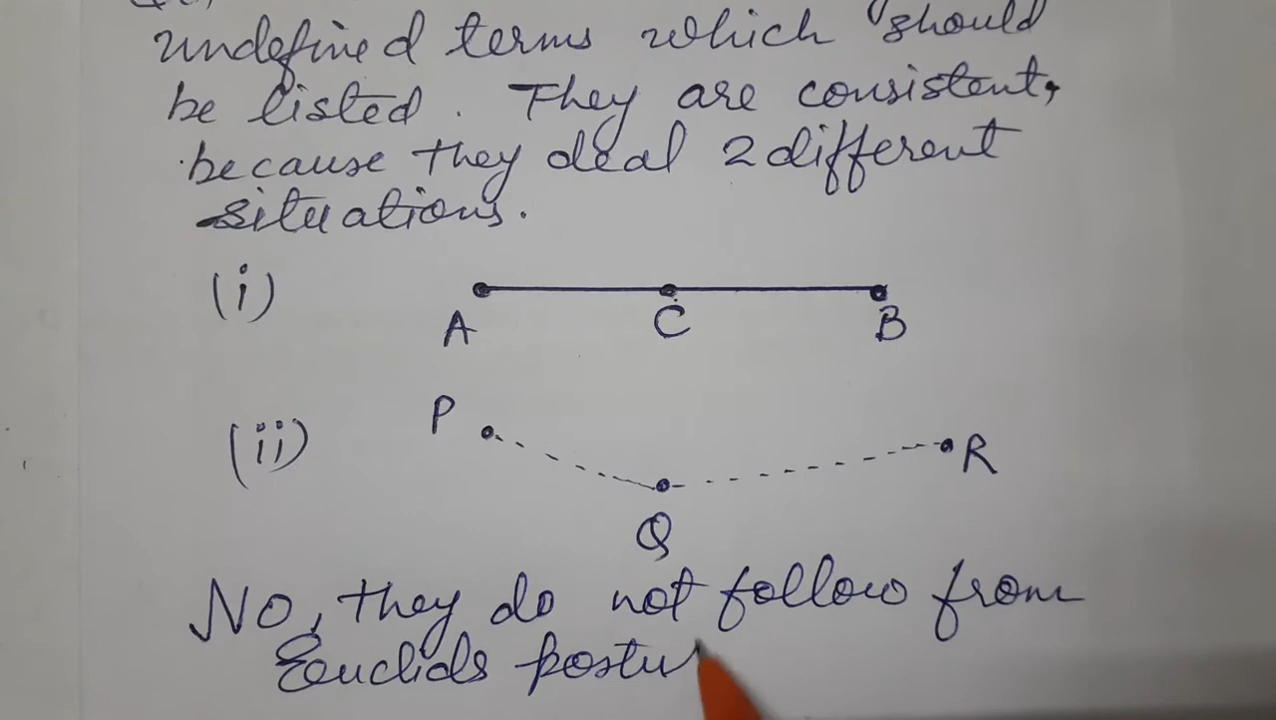 undefined terms which should
be listed. They are consistent,
because they deal 2 different
situations.
(i)
A C B
(ii)
P
R
Q
No, they do not follow from
Euclids postu